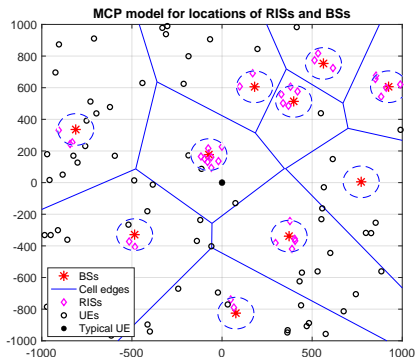 MCP model for locations of RISs and BSs
1000
800
600
400
200
0
-200
-400
-600
-800
-1000
BSs
Cell edges
RISs
UEs
Typical UE
-1000 -500 0 500 1000